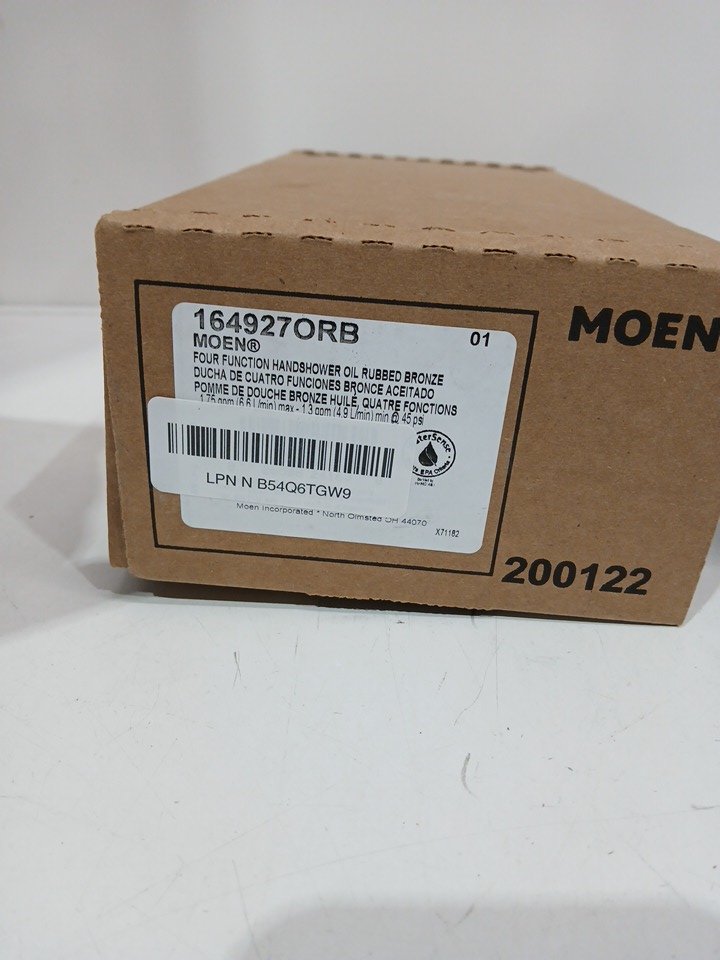 164927ORB
01
MOEN®
FOUR FUNCTION HANDSHOWER OIL RUBBED BRONZE
DUCHA DE CUATRO FUNCIONES BRONCE ACEITADO
POMME DE DOUCHE BRONZE HUILÉ, QUATRE FONCTIONS
1.75 gpm (6.6 L/min) max - 1.3 gpm (4.9 L/min) min @ 45 psi
LPN N B54Q6TGW9
Moen Incorporated * North Olmsted OH 44070
X71182
MOEN
200122